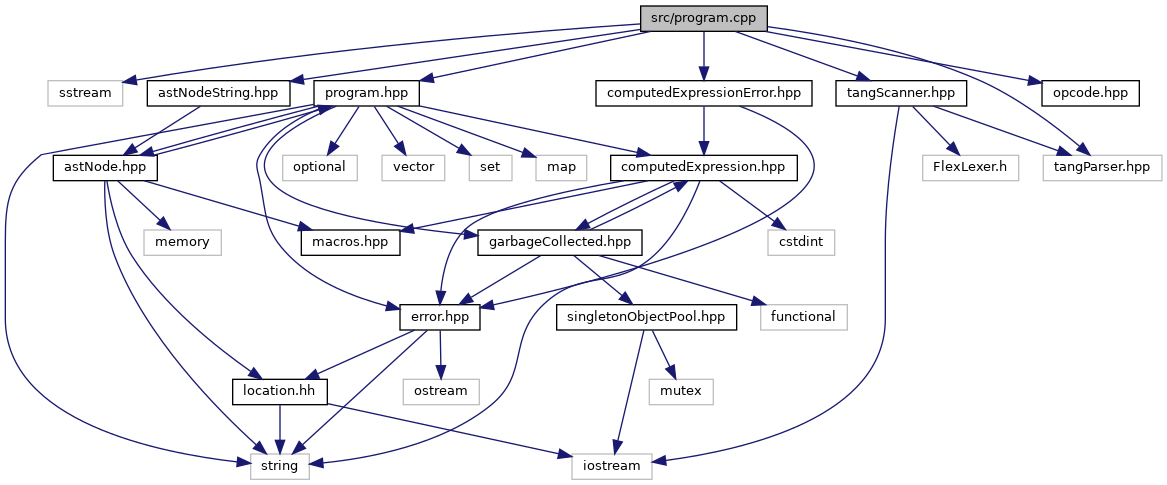 src/program.cpp
sstream
astNodeString.hpp
program.hpp
computedExpressionError.hpp
tangScanner.hpp
opcode.hpp
astNode.hpp
optional
vector
set
map
computedExpression.hpp
FlexLexer.h
tangParser.hpp
memory
macros.hpp
garbageCollected.hpp
cstdint
error.hpp
singletonObjectPool.hpp
functional
location.hh
ostream
mutex
string
iostream